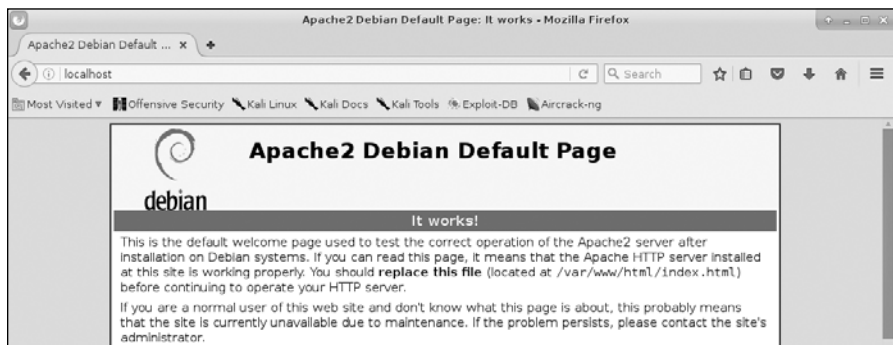 Apache2 Debian Default Page: It works - Mozilla Firefox
Apache2 Debian Default ... x
localhost
Search
Most Visited
Offensive Security
Kali Linux
Kali Docs
Kali Tools
Exploit-DB
Aircrack-ng
debian
Apache2 Debian Default Page
It works!
This is the default welcome page used to test the correct operation of the Apache2 server after
installation on Debian systems. If you can read this page, it means that the Apache HTTP server installed
at this site is working properly. You should replace this file (located at /var/www/html/index.html)
before continuing to operate your HTTP server.
If you are a normal user of this web site and don't know what this page is about, this probably means
that the site is currently unavailable due to maintenance. If the problem persists, please contact the site's
administrator.